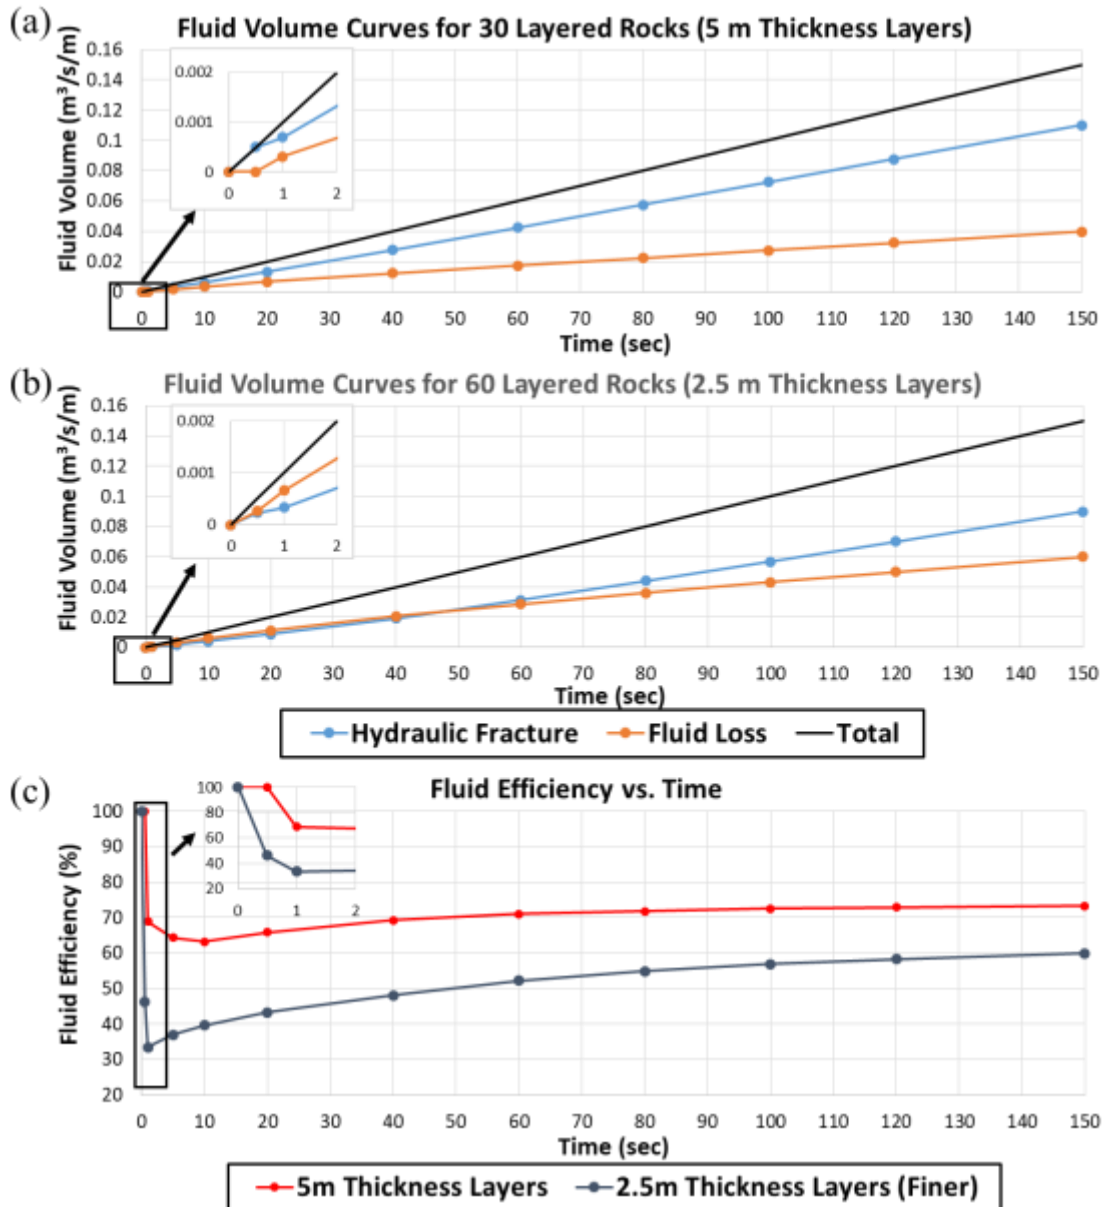 (a)
Fluid Volume Curves for 30 Layered Rocks (5 m Thickness Layers)
Fluid Volume (m³/s/m)
0.16
0.14
0.12
0.1
0.08
0.06
0.04
0.02
0
0.002
0.001
0
0 1 2
0 10 20 30 40 50 60 70 80 90 100 110 120 130 140 150
Time (sec)
(b)
Fluid Volume Curves for 60 Layered Rocks (2.5 m Thickness Layers)
Fluid Volume (m³/s/m)
0.16
0.14
0.12
0.1
0.08
0.06
0.04
0.02
0
0.002
0.001
0
0 1 2
0 10 20 30 40 50 60 70 80 90 100 110 120 130 140 150
Time (sec)
Hydraulic Fracture Fluid Loss Total
(c)
Fluid Efficiency vs. Time
Fluid Efficiency (%)
100
90
80
70
60
50
40
30
20
100
80
60
40
20
0 1 2
0 10 20 30 40 50 60 70 80 90 100 110 120 130 140 150
Time (sec)
5m Thickness Layers 2.5m Thickness Layers (Finer)